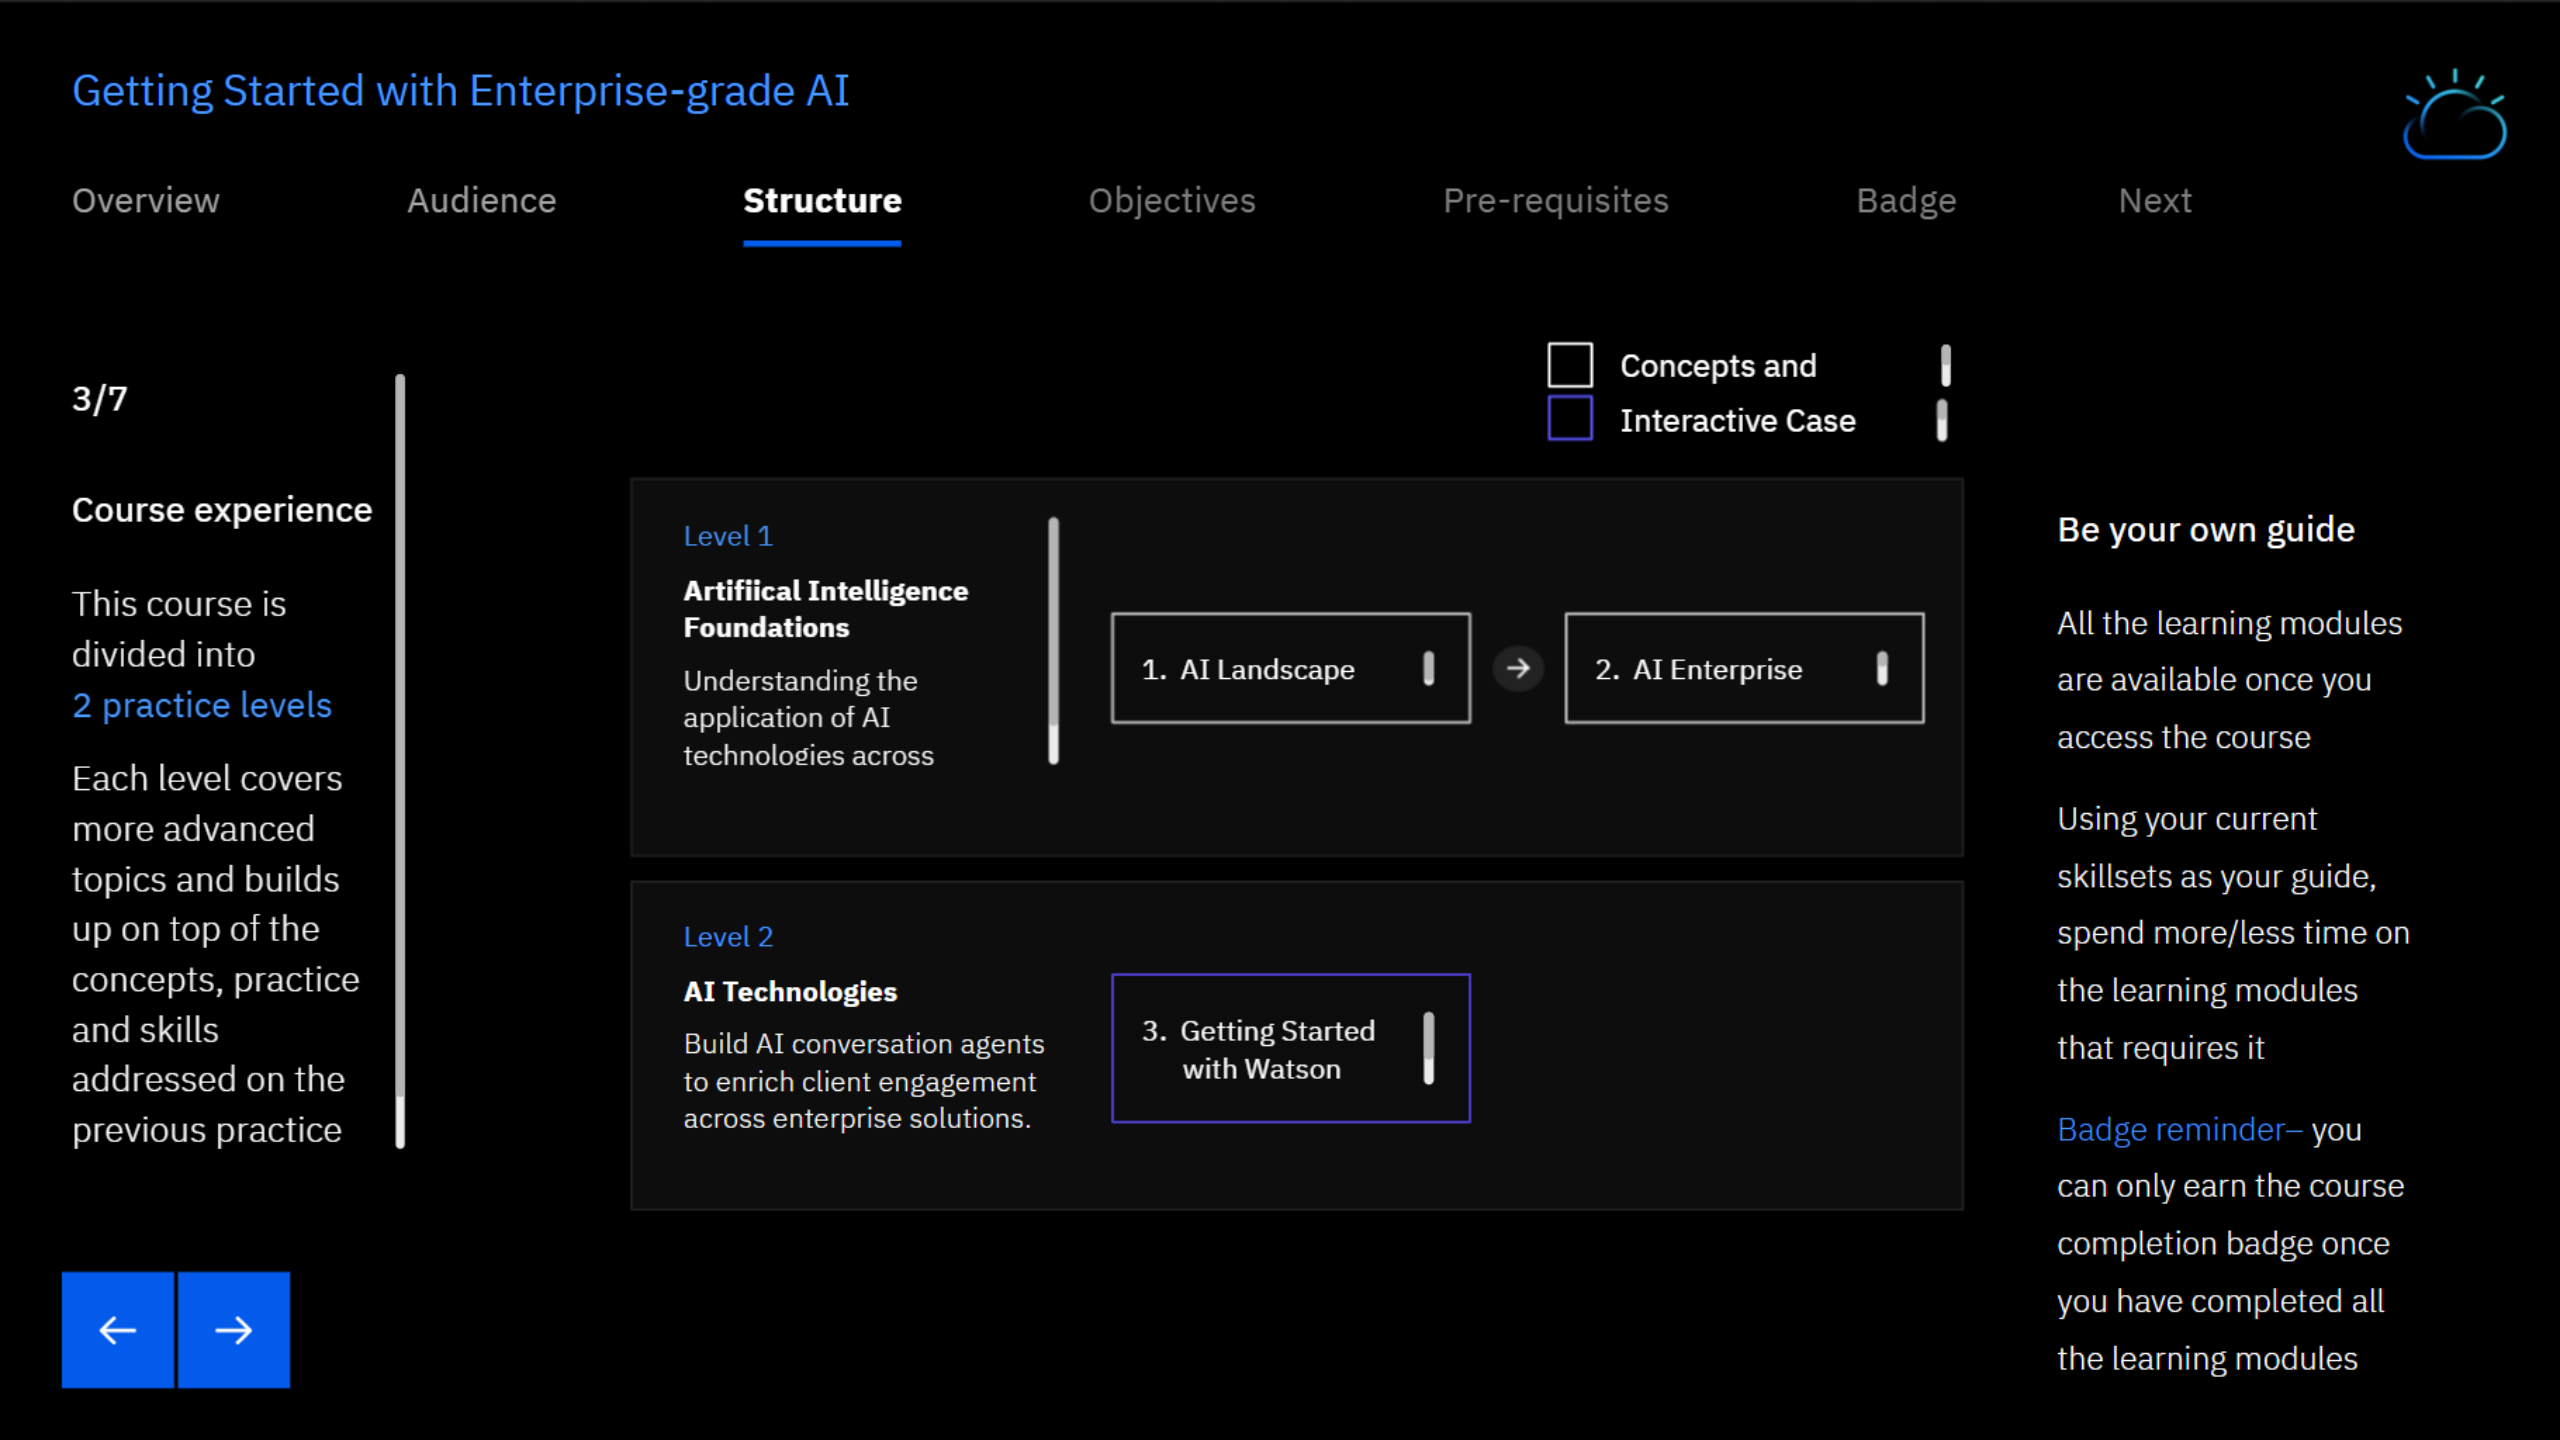 Getting Started with Enterprise-grade AI
Overview
Audience
Structure
Objectives
Pre-requisites
Badge
Next
3/7
Course experience
This course is
divided into
2 practice levels
Each level covers
more advanced
topics and builds
up on top of the
concepts, practice
and skills
addressed on the
previous practice
Concepts and
Interactive Case
Level 1
Artifiical Intelligence
Foundations
Understanding the
application of AI
technologies across
1. AI Landscape
2. AI Enterprise
Level 2
AI Technologies
Build AI conversation agents
to enrich client engagement
across enterprise solutions.
3. Getting Started
with Watson
Be your own guide
All the learning modules
are available once you
access the course
Using your current
skillsets as your guide,
spend more/less time on
the learning modules
that requires it
Badge reminder– you
can only earn the course
completion badge once
you have completed all
the learning modules